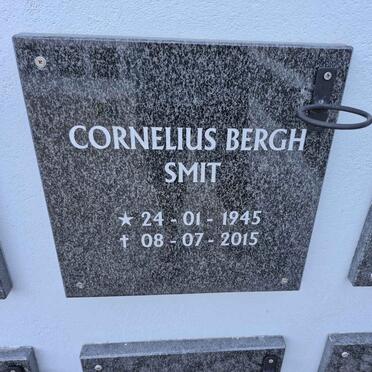 CORNELIUS BERGH
SMIT
★ 24 - 01 - 1945
† 08 - 07 - 2015